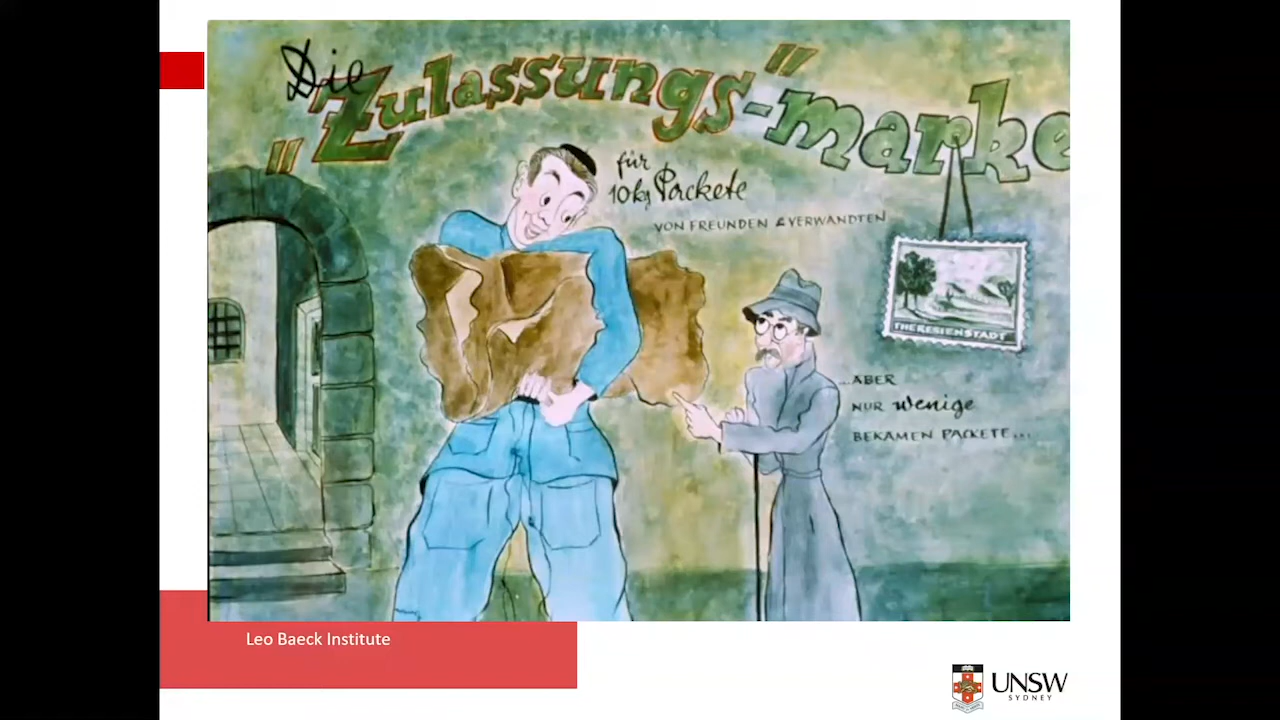 Die
"Zulassungs"-marke
für
10kg Packete
VON FREUNDEN & VERWANDTEN
THERESIENSTADT
...ABER
NUR wenige
BEKAMEN PACKETE...
Leo Baeck Institute
UNSW
SYDNEY